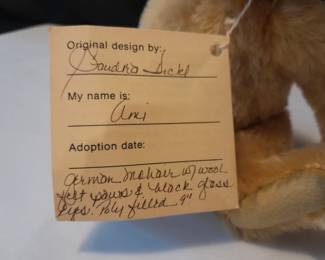 Original design by:
Sandra Dickl
My name is:
Ami
Adoption date:
German Mohair w/ wool
felt paws & black glass
eyes. Poly filled 9"